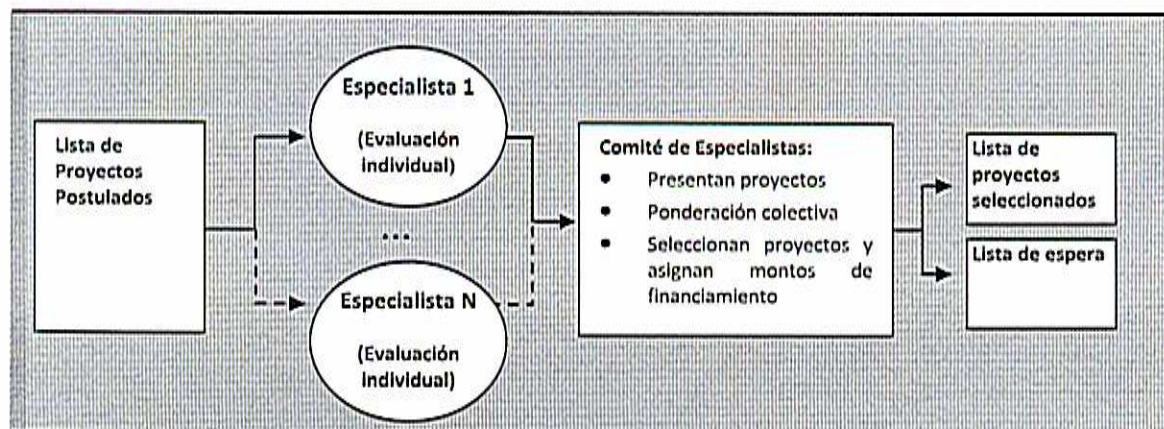 Lista de
Proyectos
Postulados
Especialista 1
(Evaluación
individual)
...
Especialista N
(Evaluación
individual)
Comité de Especialistas:
• Presentan proyectos
• Ponderación colectiva
• Seleccionan proyectos y
asignan montos de
financiamiento
Lista de
proyectos
seleccionados
Lista de espera